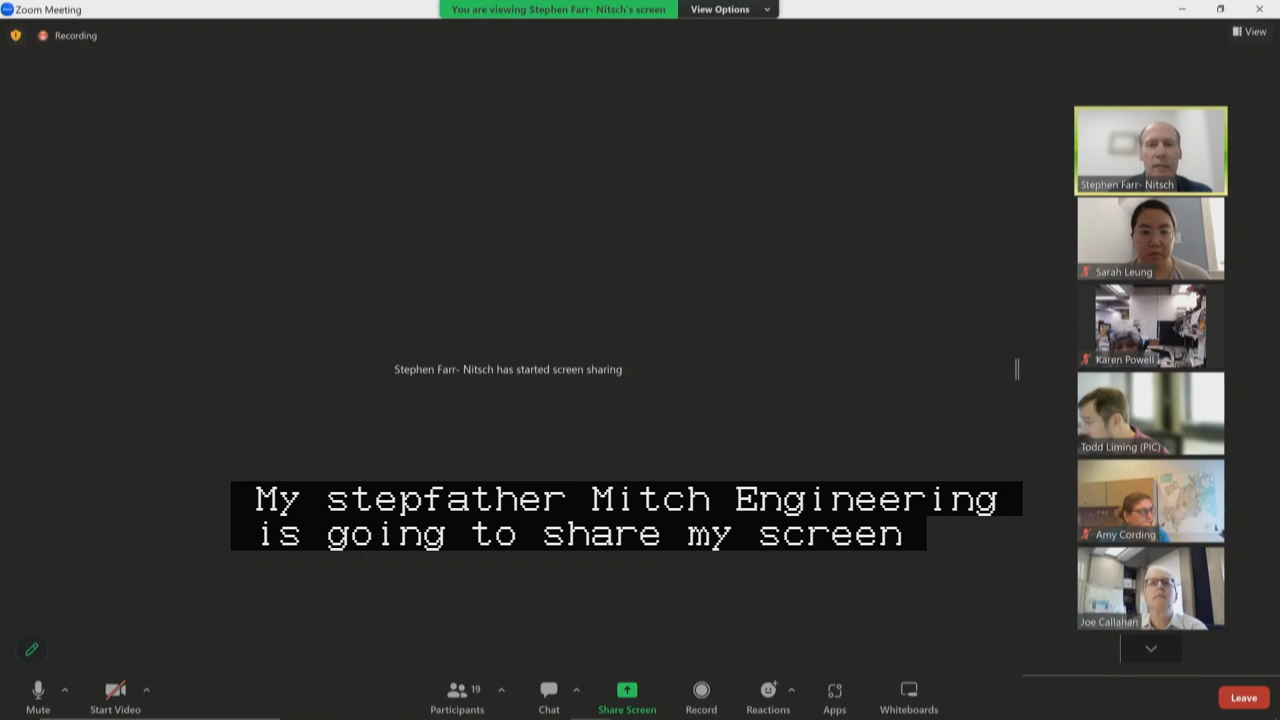 Zoom Meeting
You are viewing Stephen Farr- Nitsch's screen
View Options
Recording
View
Stephen Farr- Nitsch
Sarah Leung
Karen Powell
Stephen Farr- Nitsch has started screen sharing
Todd Liming (PIC)
My stepfather Mitch Engineering
is going to share my screen
Amy Cording
Joe Callahan
Mute
Start Video
19
Participants
Chat
Share Screen
Record
Reactions
Apps
Whiteboards
Leave